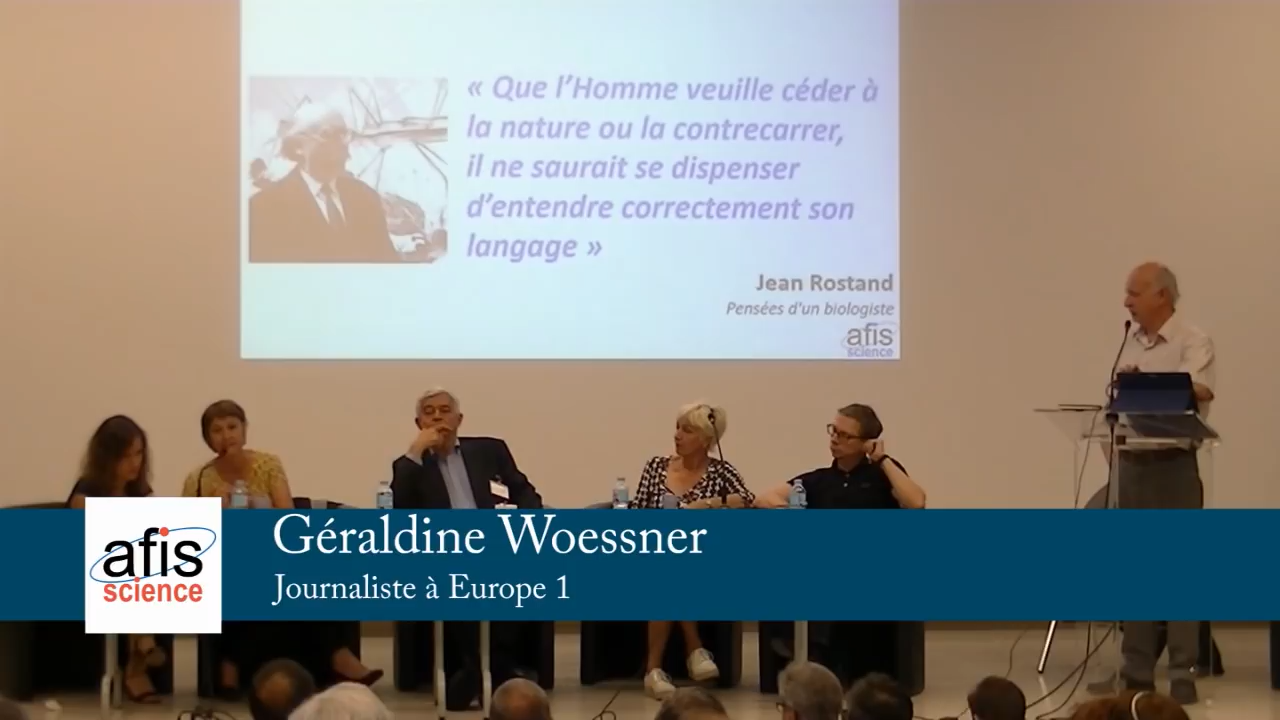 « Que l'Homme veuille céder à
la nature ou la contrecarrer,
il ne saurait se dispenser
d'entendre correctement son
langage »
Jean Rostand
Pensées d'un biologiste
afis
science
afis
science
Géraldine Woessner
Journaliste à Europe 1